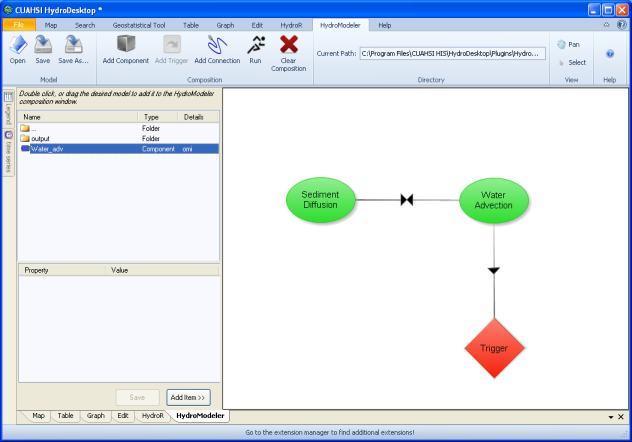 CUAHSI HydroDesktop *
File Map Search Geostatistical Tool Table Graph Edit HydroR HydroModeler Help
Open Save Save As... Add Component Add Trigger Add Connection Run Clear Composition Current Path: C:\Program Files\CUAHSI HIS\HydroDesktop\Plugins\Hydro... Pan Select Help
Model Composition Directory View Help
Legend
time series
Double click, or drag the desired model to add it to the HydroModeler
composition window.
Name Type Details
... Folder
output Folder
Water_adv Component omi
Property Value
Save Add Item >>
Sediment
Diffusion
Water
Advection
Trigger
Map Table Graph Edit HydroR HydroModeler
Go to the extension manager to find additional extensions!